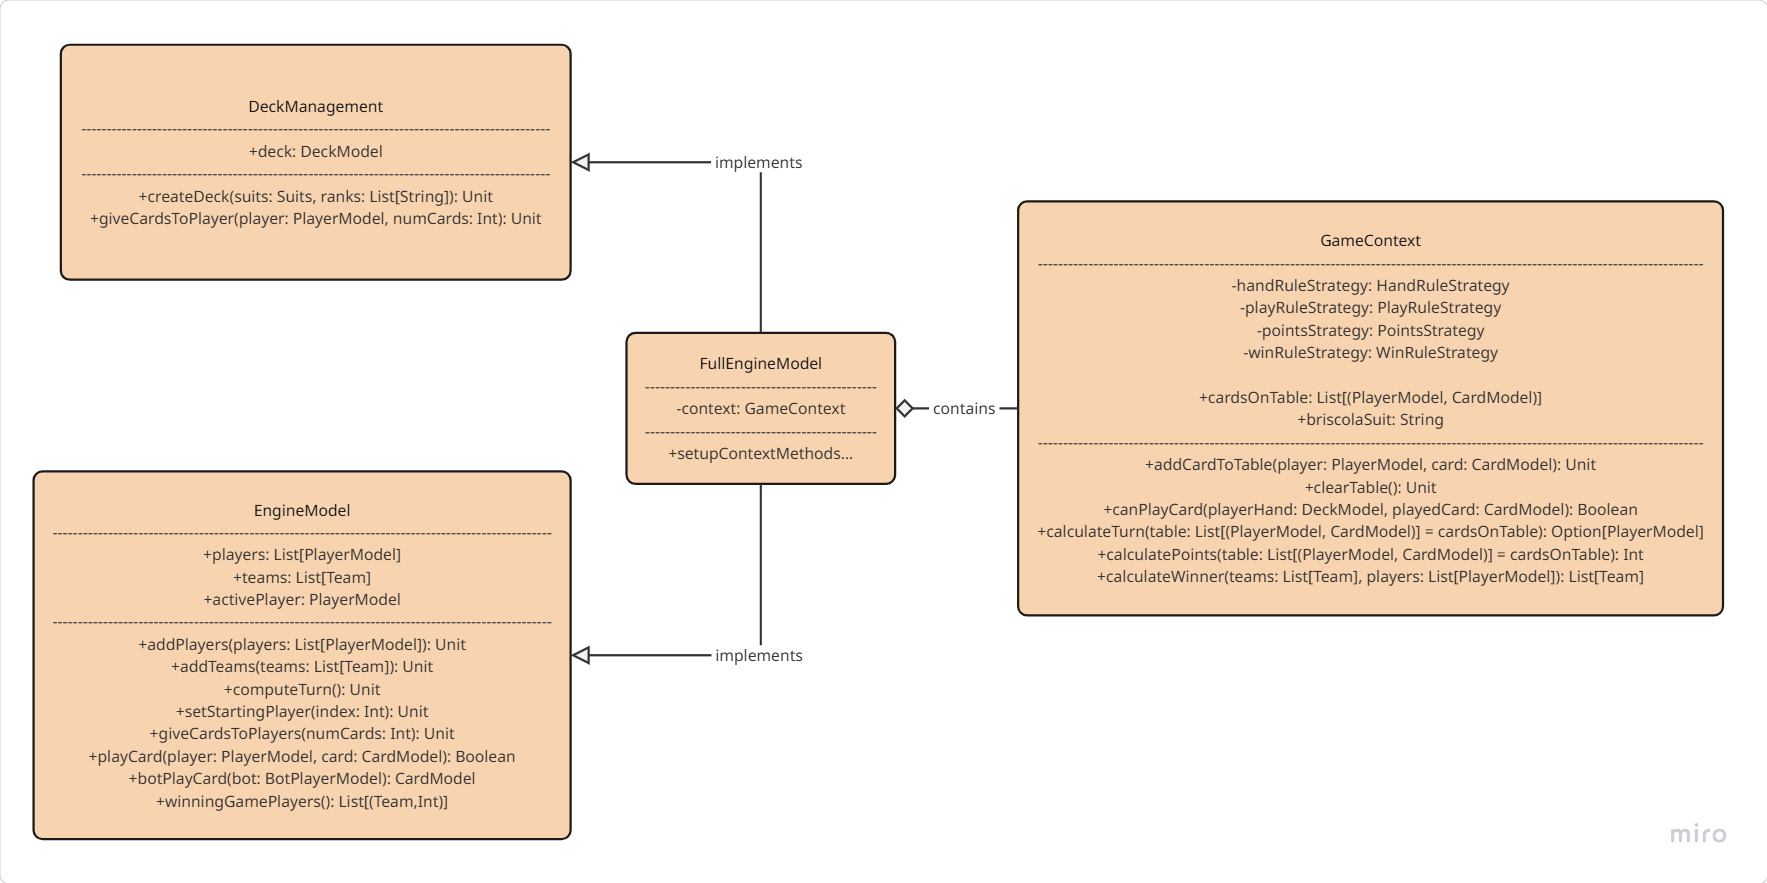 DeckManagement
+deck: DeckModel
+createDeck(suits: Suits, ranks: List[String]): Unit
+giveCardsToPlayer(player: PlayerModel, numCards: Int): Unit
implements
FullEngineModel
-context: GameContext
+setupContextMethods...
contains
GameContext
-handRuleStrategy: HandRuleStrategy
-playRuleStrategy: PlayRuleStrategy
-pointsStrategy: PointsStrategy
-winRuleStrategy: WinRuleStrategy
+cardsOnTable: List[(PlayerModel, CardModel)]
+briscolaSuit: String
+addCardToTable(player: PlayerModel, card: CardModel): Unit
+clearTable(): Unit
+canPlayCard(playerHand: DeckModel, playedCard: CardModel): Boolean
+calculateTurn(table: List[(PlayerModel, CardModel)] = cardsOnTable): Option[PlayerModel]
+calculatePoints(table: List[(PlayerModel, CardModel)] = cardsOnTable): Int
+calculateWinner(teams: List[Team], players: List[PlayerModel]): List[Team]
EngineModel
+players: List[PlayerModel]
+teams: List[Team]
+activePlayer: PlayerModel
+addPlayers(players: List[PlayerModel]): Unit
+addTeams(teams: List[Team]): Unit
+computeTurn(): Unit
+setStartingPlayer(index: Int): Unit
+giveCardsToPlayers(numCards: Int): Unit
+playCard(player: PlayerModel, card: CardModel): Boolean
+botPlayCard(bot: BotPlayerModel): CardModel
+winningGamePlayers(): List[(Team,Int)]
implements
miro